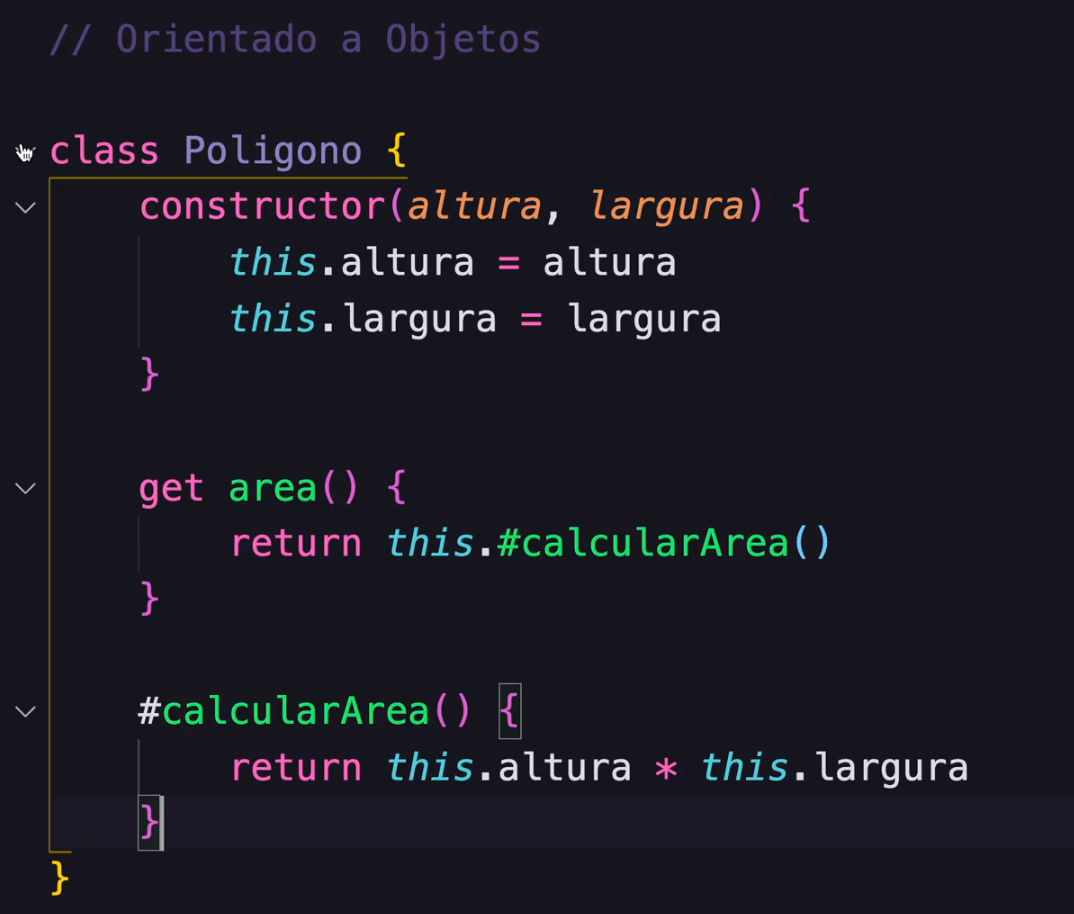 // Orientado a Objetos
class Poligono {
constructor(altura, largura) {
this.altura = altura
this.largura = largura
}
get area() {
return this.#calcularArea()
}
#calcularArea() {
return this.altura * this.largura
}
}